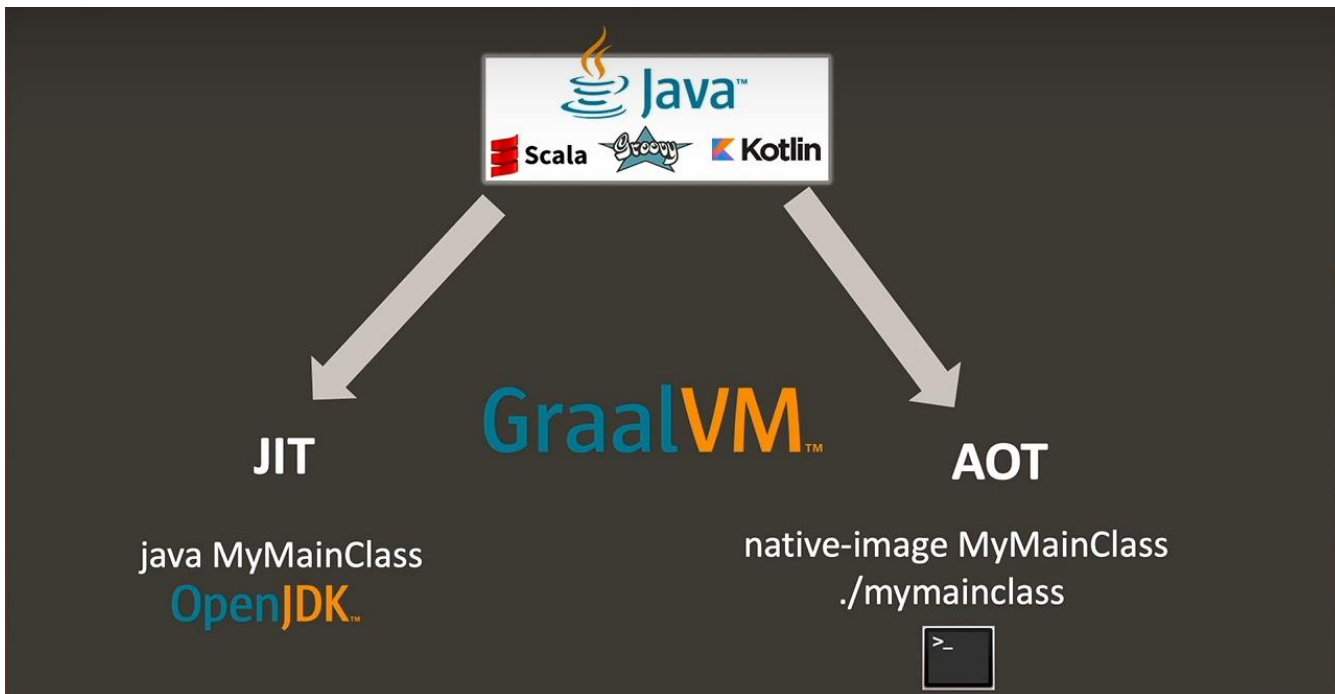 Java™
Scala Groovy Kotlin
GraalVM™
JIT
AOT
java MyMainClass
OpenJDK™
native-image MyMainClass
./mymainclass
>_